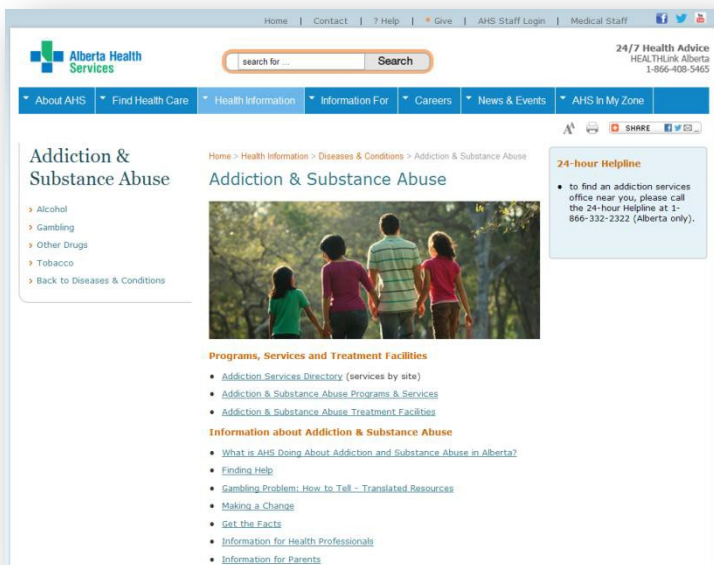 Home | Contact | ? Help | Give | AHS Staff Login | Medical Staff
Alberta Health
Services
search for ...
Search
24/7 Health Advice
HEALTHLink Alberta
1-866-408-5465
About AHS
Find Health Care
Health Information
Information For
Careers
News & Events
AHS In My Zone
SHARE
Addiction &
Substance Abuse
Alcohol
Gambling
Other Drugs
Tobacco
Back to Diseases & Conditions
Home > Health Information > Diseases & Conditions > Addiction & Substance Abuse
Addiction & Substance Abuse
Programs, Services and Treatment Facilities
Addiction Services Directory (services by site)
Addiction & Substance Abuse Programs & Services
Addiction & Substance Abuse Treatment Facilities
Information about Addiction & Substance Abuse
What is AHS Doing About Addiction and Substance Abuse in Alberta?
Finding Help
Gambling Problem: How to Tell - Translated Resources
Making a Change
Get the Facts
Information for Health Professionals
Information for Parents
24-hour Helpline
to find an addiction services
office near you, please call
the 24-hour Helpline at 1-
866-332-2322 (Alberta only).